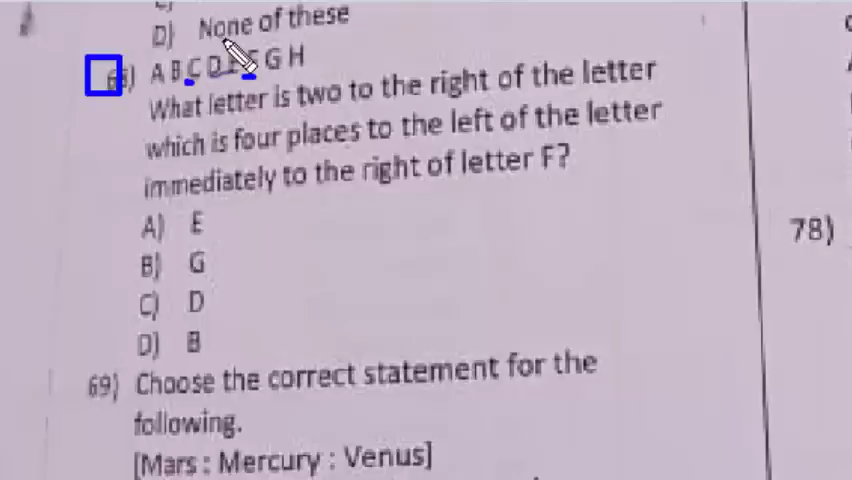 D) None of these
A B C D E F G H
What letter is two to the right of the letter
which is four places to the left of the letter
immediately to the right of letter F?
A) E
B) G
C) D
D) B
69) Choose the correct statement for the
following.
[Mars : Mercury : Venus]
78)